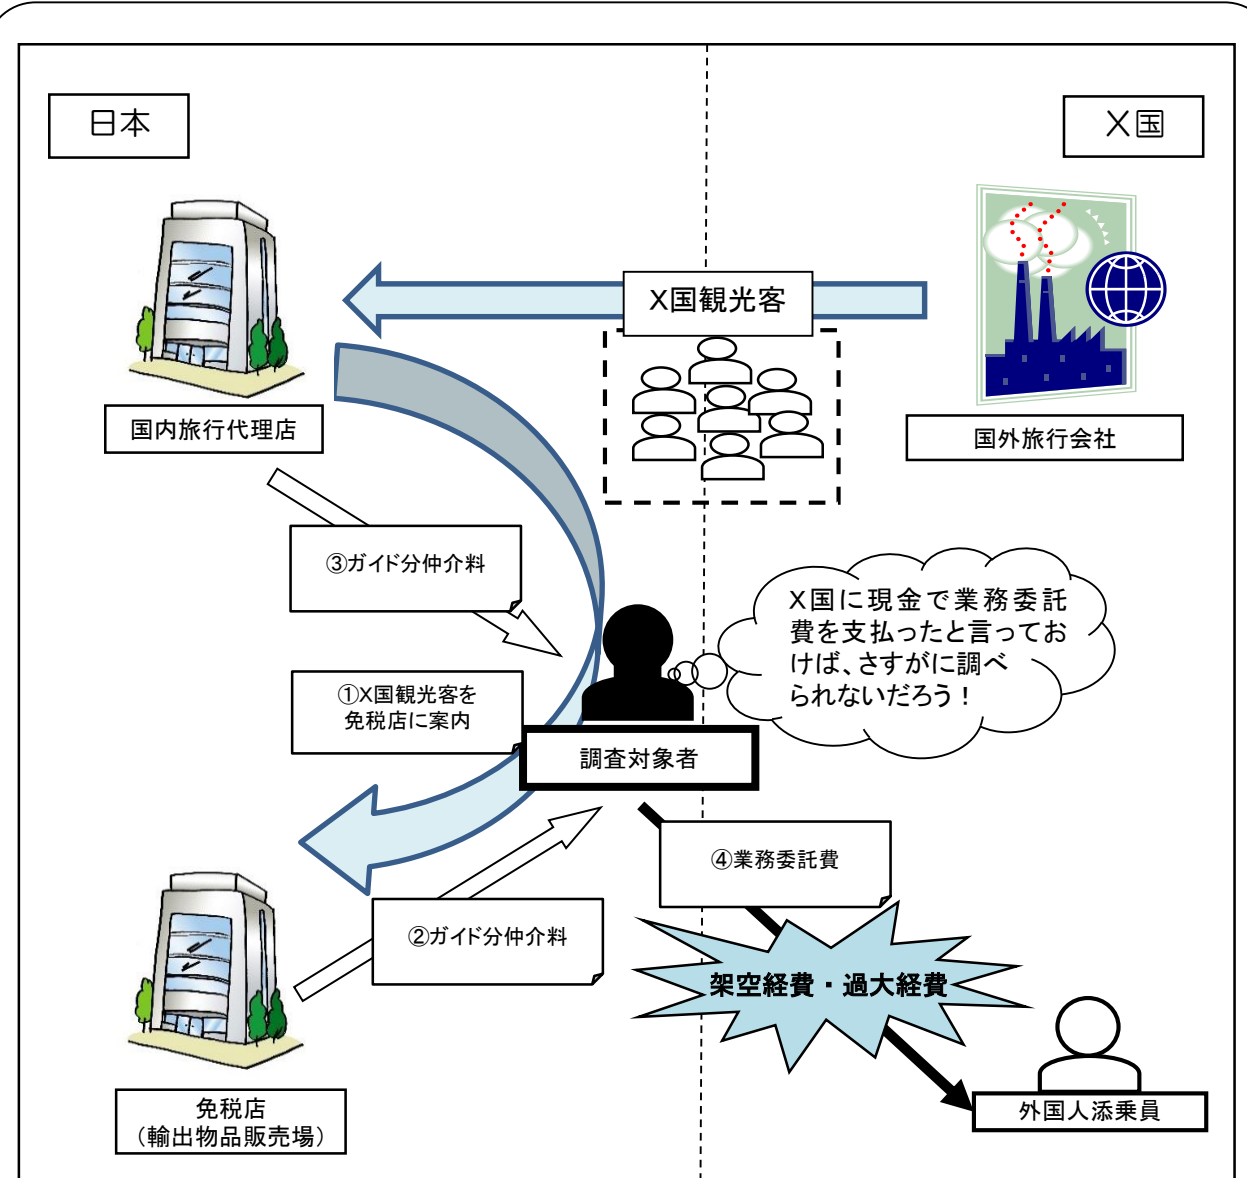 日本
X国
X国観光客
国内旅行代理店
国外旅行会社
③ガイド分仲介料
X国に現金で業務委託
費を支払ったと言ってお
けば、さすがに調べ
られないだろう！
①X国観光客を
免税店に案内
調査対象者
④業務委託費
②ガイド分仲介料
架空経費・過大経費
免税店
（輸出物品販売場）
外国人添乗員